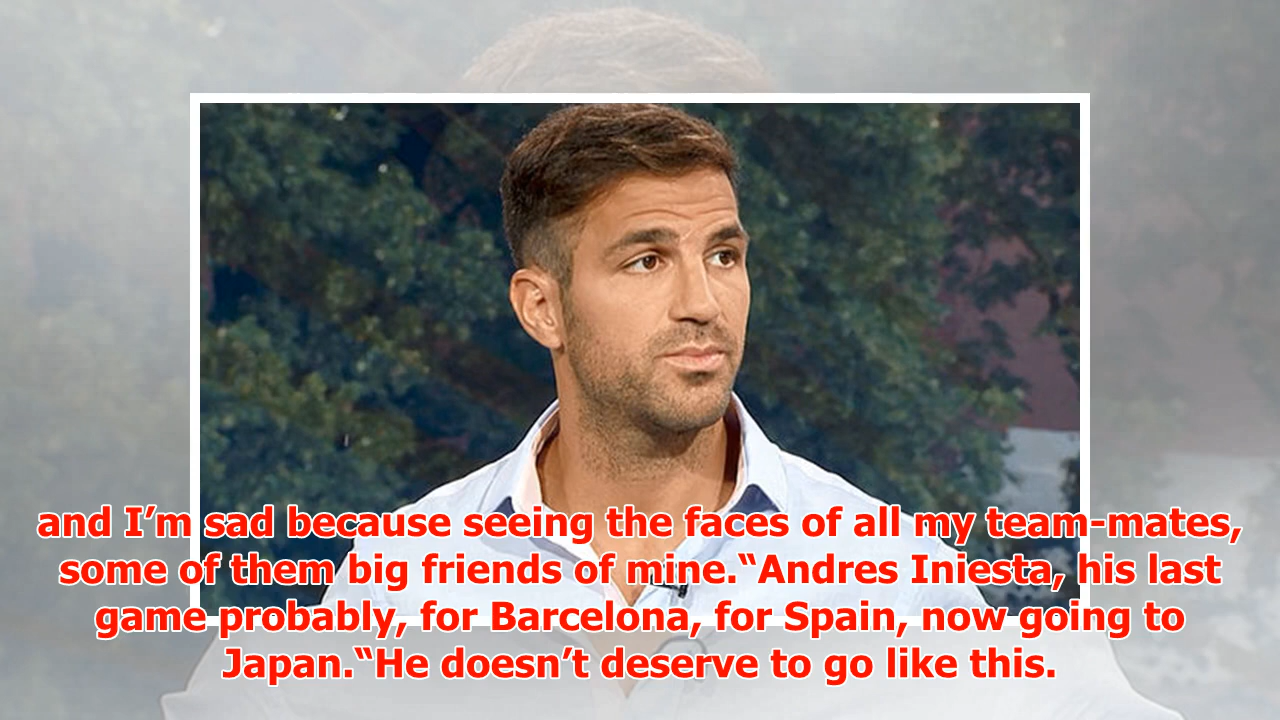 and I’m sad because seeing the faces of all my team-mates,
some of them big friends of mine.“Andres Iniesta, his last
game probably, for Barcelona, for Spain, now going to
Japan.“He doesn’t deserve to go like this.